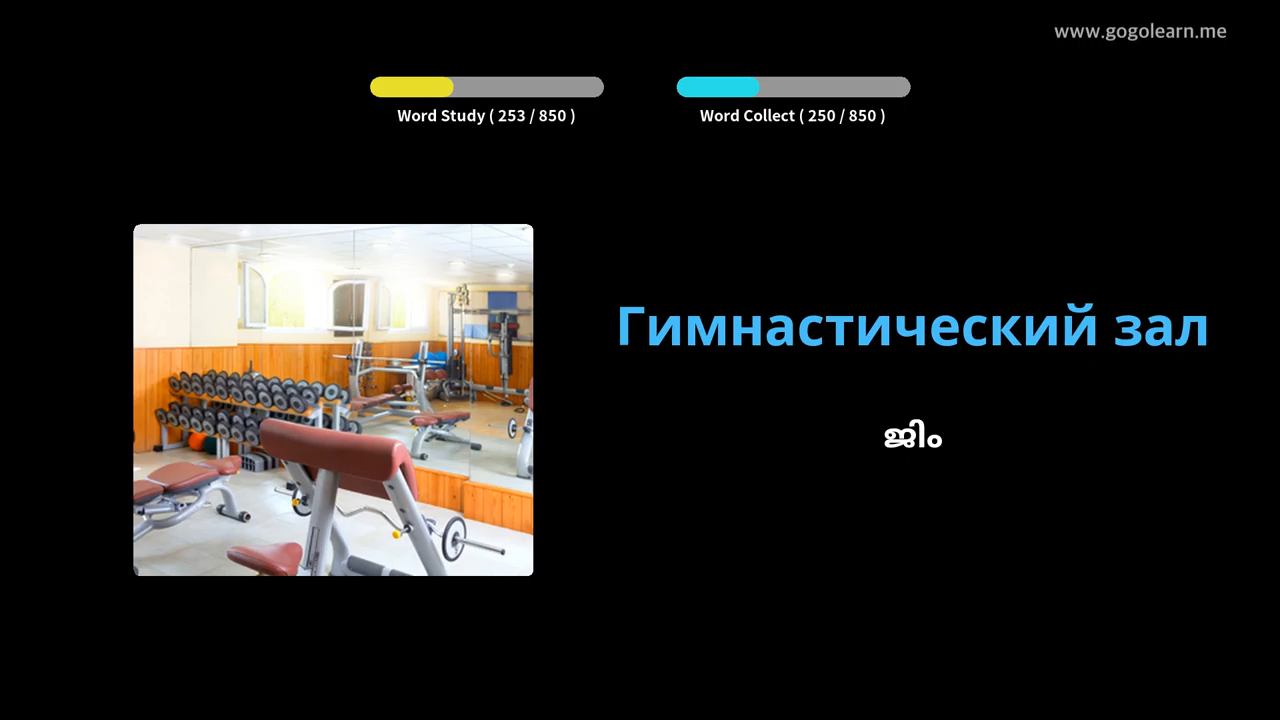 www.gogolearn.me
Word Study ( 253 / 850 )
Word Collect ( 250 / 850 )
Гимнастический зал
ജിം